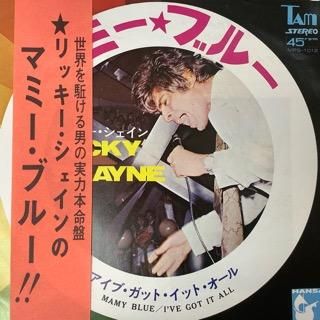 世界を駈ける男の実力本命盤
★リッキー・シェインの
マミー・ブルー!!
ミー★ブルー
TAM
STEREO
45
ー・シェイン
CKY
AYNE
アイブ・ガット・イット・オール
MAMY BLUE/I'VE GOT IT ALL
HANSA